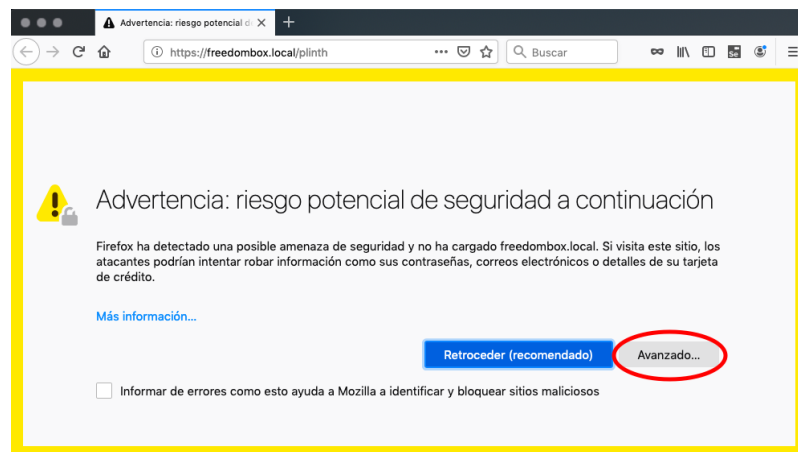 Advertencia: riesgo potencial d
https://freedombox.local/plinth
Buscar
Se
Advertencia: riesgo potencial de seguridad a continuación
Firefox ha detectado una posible amenaza de seguridad y no ha cargado freedombox.local. Si visita este sitio, los
atacantes podrían intentar robar información como sus contraseñas, correos electrónicos o detalles de su tarjeta
de crédito.
Más información...
Retroceder (recomendado)
Avanzado...
Informar de errores como esto ayuda a Mozilla a identificar y bloquear sitios maliciosos